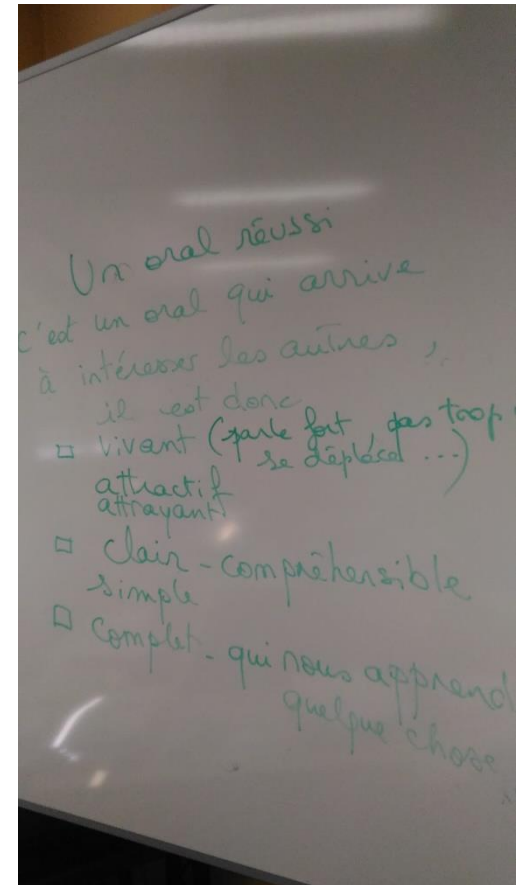 Un oral réussi
c'est un oral qui arrive
à intéresser les autres,
il est donc
□ vivant (parle fort, pas trop
se déplacer ...)
attractif
attrayant
□ clair - compréhensible
simple
□ complet - qui nous apprend
quelque chose